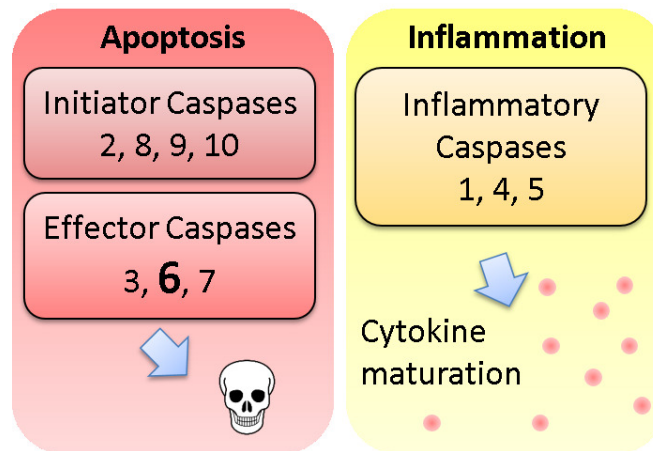 Apoptosis
Initiator Caspases
2, 8, 9, 10
Effector Caspases
3, 6, 7
Inflammation
Inflammatory
Caspases
1, 4, 5
Cytokine
maturation